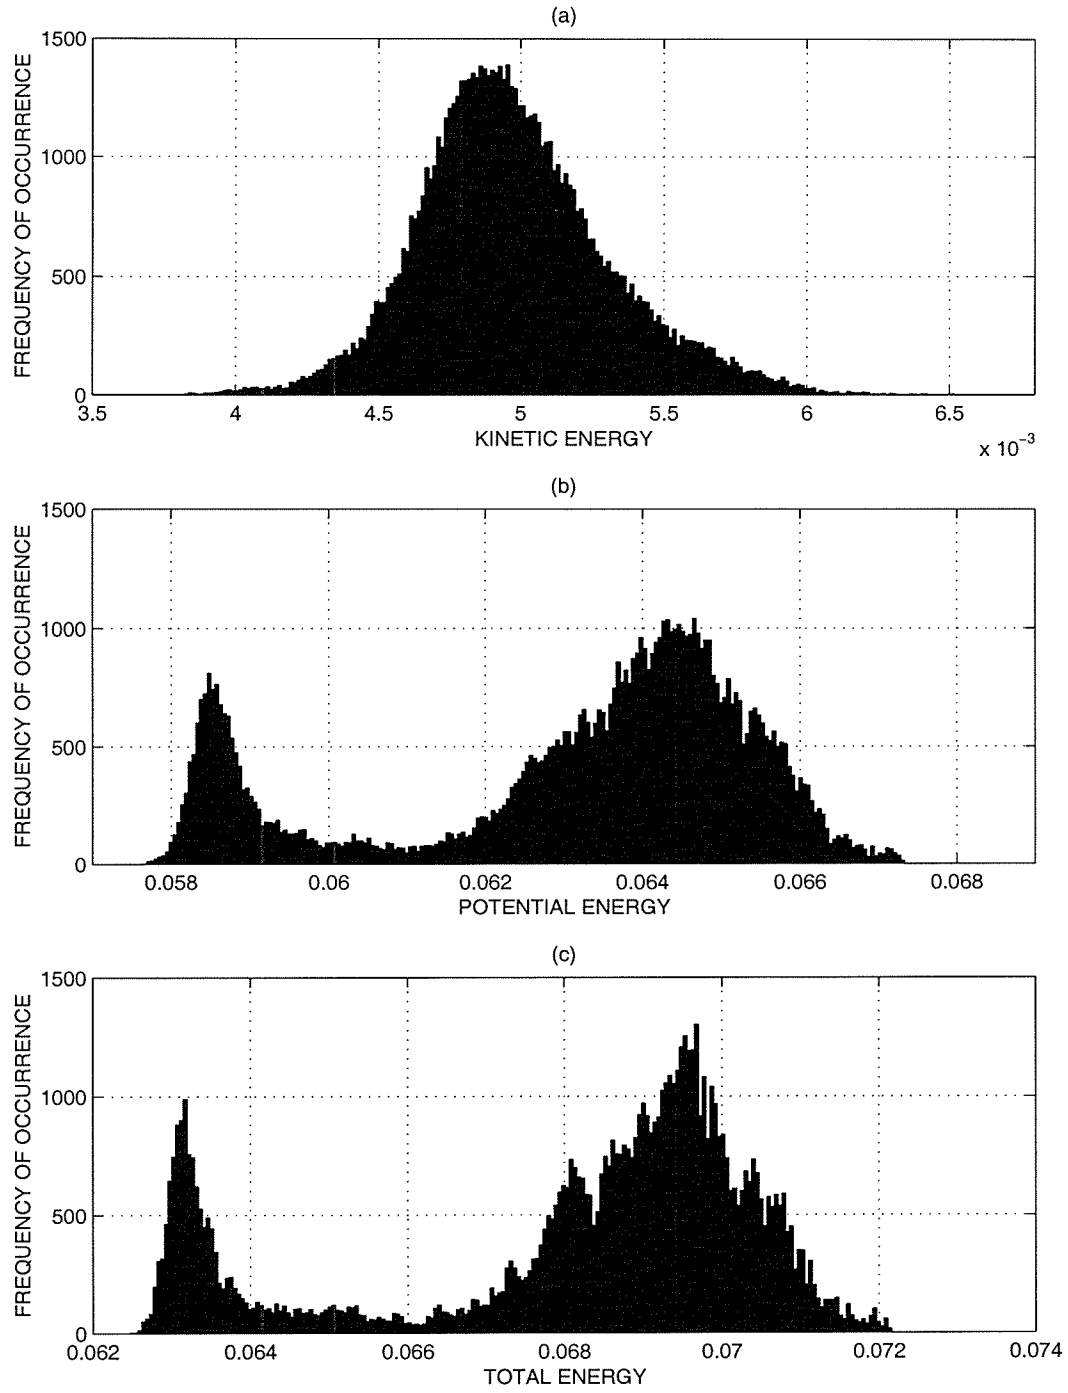 (a)
FREQUENCY OF OCCURRENCE
1500
1000
500
0
3.5 4 4.5 5 5.5 6 6.5
KINETIC ENERGY
x 10⁻³
(b)
FREQUENCY OF OCCURRENCE
1500
1000
500
0
0.058 0.06 0.062 0.064 0.066 0.068
POTENTIAL ENERGY
(c)
FREQUENCY OF OCCURRENCE
1500
1000
500
0
0.062 0.064 0.066 0.068 0.07 0.072 0.074
TOTAL ENERGY